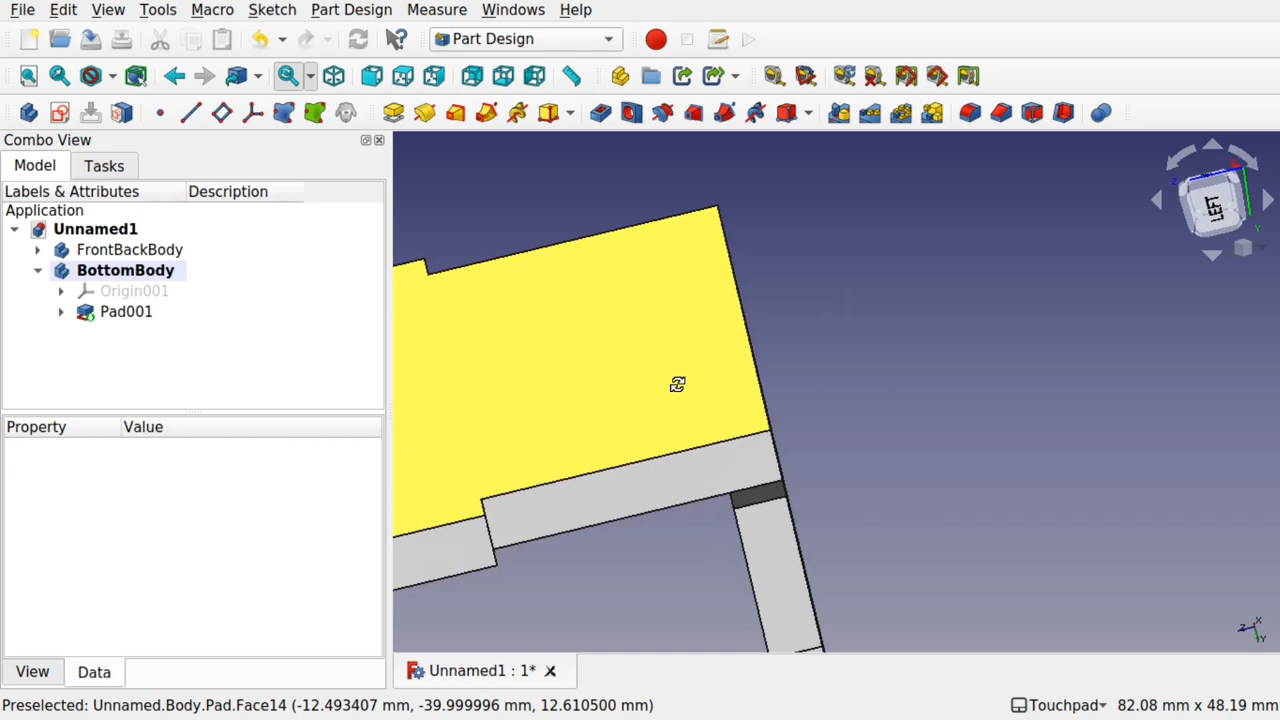 File Edit View Tools Macro Sketch Part Design Measure Windows Help
Part Design
Combo View
Model Tasks
Labels & Attributes Description
Application
Unnamed1
FrontBackBody
BottomBody
Origin001
Pad001
Property Value
View Data
LEFT
Z
Y
X
Z
Y
Unnamed1 : 1*
Preselected: Unnamed.Body.Pad.Face14 (-12.493407 mm, -39.999996 mm, 12.610500 mm)
Touchpad 82.08 mm x 48.19 mm